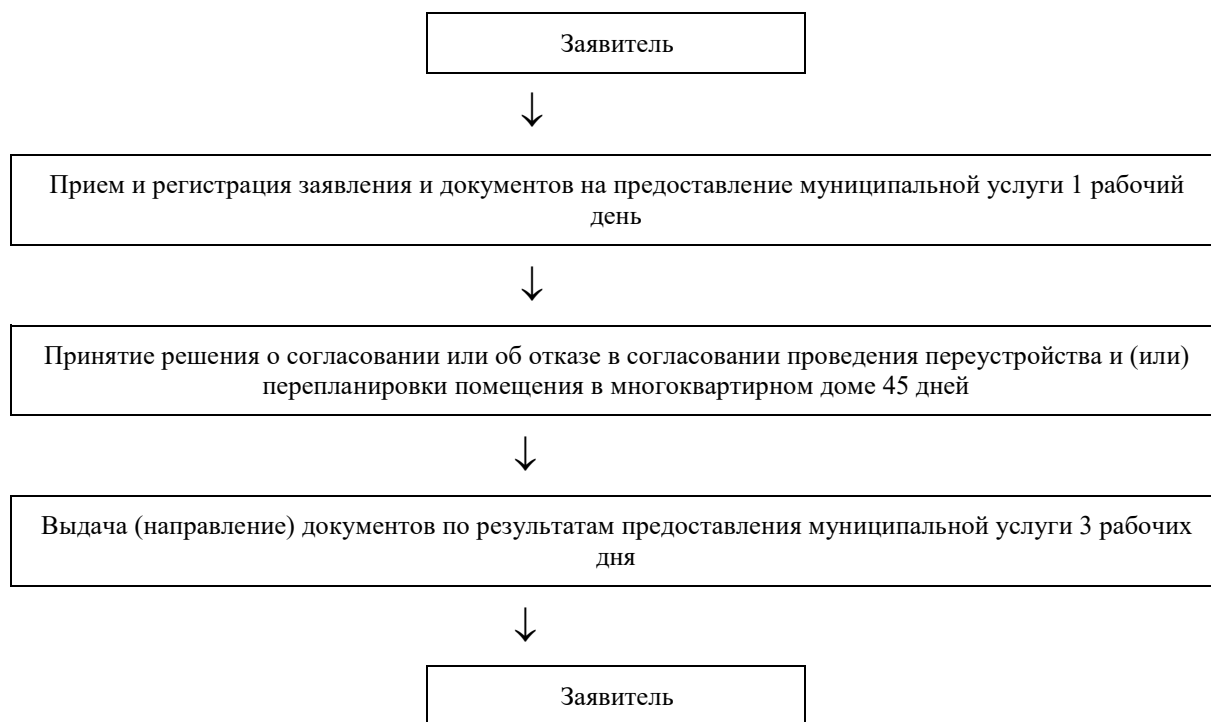 Заявитель
Прием и регистрация заявления и документов на предоставление муниципальной услуги 1 рабочий
день
Принятие решения о согласовании или об отказе в согласовании проведения переустройства и (или)
перепланировки помещения в многоквартирном доме 45 дней
Выдача (направление) документов по результатам предоставления муниципальной услуги 3 рабочих
дня
Заявитель